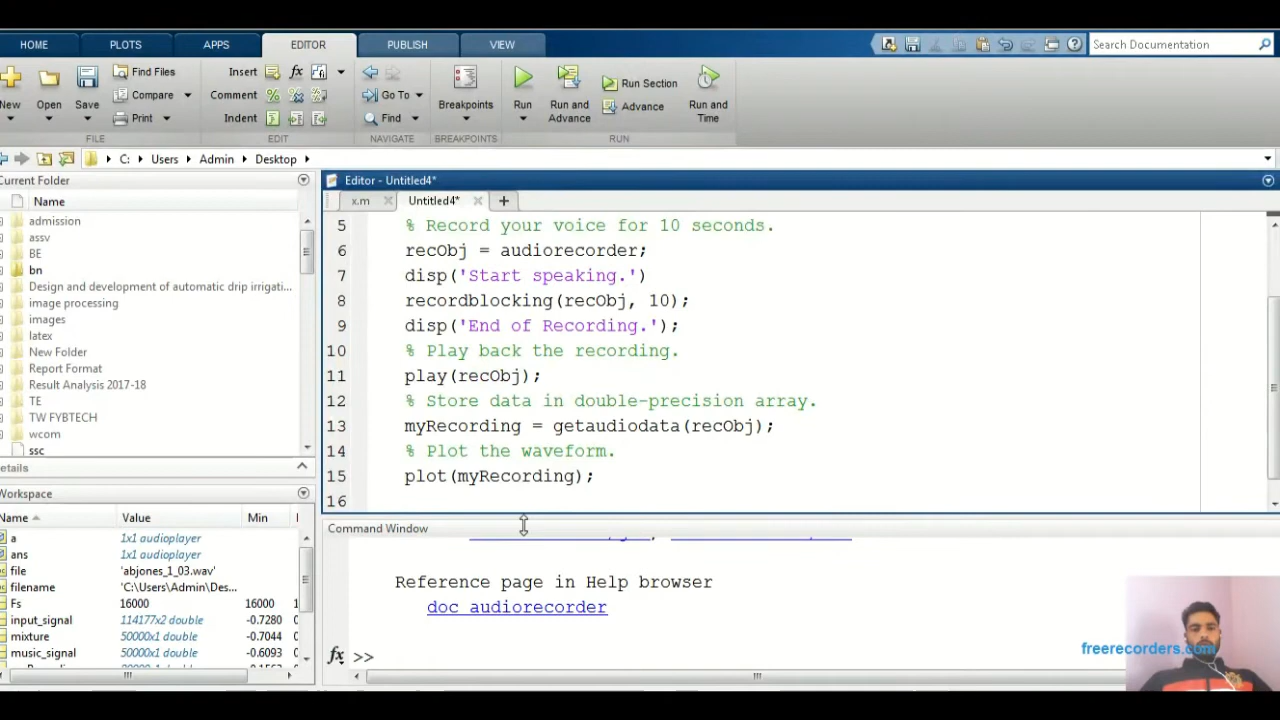 HOME PLOTS APPS EDITOR PUBLISH VIEW Search Documentation
New Open Save Find Files Compare Print
Insert fx Comment Indent
Go To Find
Breakpoints Run Run and Advance Run Section Advance Run and Time
FILE EDIT NAVIGATE BREAKPOINTS RUN
C: Users Admin Desktop
Current Folder
Name
admission
assv
BE
bn
Design and development of automatic drip irrigati...
image processing
images
latex
New Folder
Report Format
Result Analysis 2017-18
TE
TW FYBTECH
wcom
ssc
etails
Workspace
Name Value Min
a 1x1 audioplayer
ans 1x1 audioplayer
file 'abjones_1_03.wav'
filename 'C:\Users\Admin\Des...
Fs 16000 16000
input_signal 114177x2 double -0.7280
mixture 50000x1 double -0.7044
music_signal 50000x1 double -0.6093
Editor - Untitled4*
x.m Untitled4* +
5 % Record your voice for 10 seconds.
6 recObj = audiorecorder;
7 disp('Start speaking.')
8 recordblocking(recObj, 10);
9 disp('End of Recording.');
10 % Play back the recording.
11 play(recObj);
12 % Store data in double-precision array.
13 myRecording = getaudiodata(recObj);
14 % Plot the waveform.
15 plot(myRecording);
16
Command Window
Reference page in Help browser
doc audiorecorder
fx >>
freerecorders.com